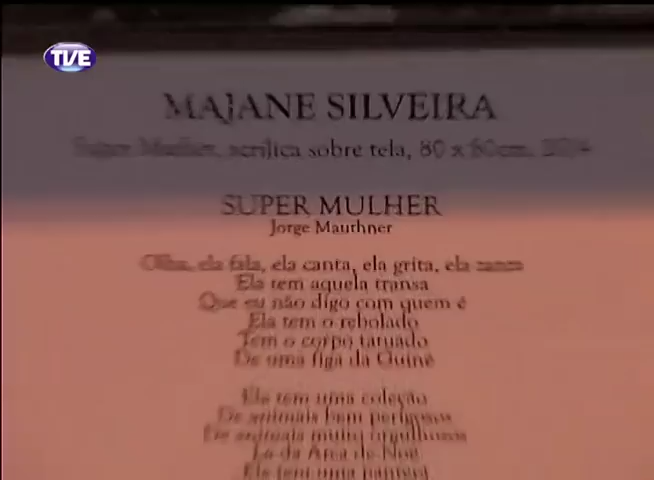 TVE
MAJANE SILVEIRA
Super Mulher, acrílica sobre tela, 80 x 80cm,
SUPER MULHER
Jorge Mauthner
Olha, ela fala, ela canta, ela grita, ela zanza
Ela tem aquela transa
Que eu não digo com quem é
Ela tem o rebolado
Tem o corpo tatuado
De uma figa da Guiné
Ela tem uma coleção
De animais bem perigosos
De animais muito orgulhosos
Lá da Arca de Noé
Ela tem uma pantera